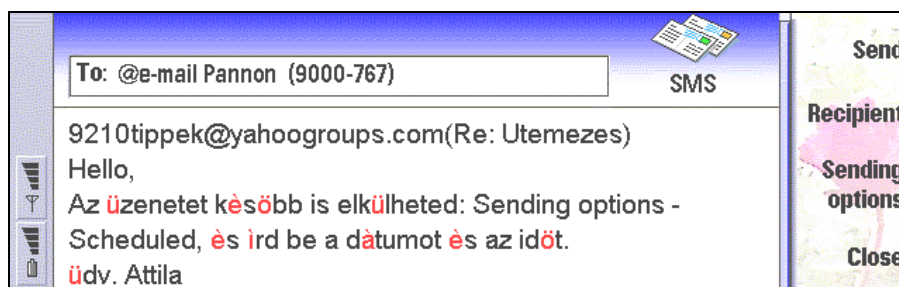 To: @e-mail Pannon (9000-767)
SMS
9210tippek@yahoogroups.com(Re: Utemezes)
Hello,
Az üzenetet kèsöbb is elkülheted: Sending options -
Scheduled, ès ìrd be a dàtumot ès az idöt.
üdv. Attila
Send
Recipient
Sending
options
Close